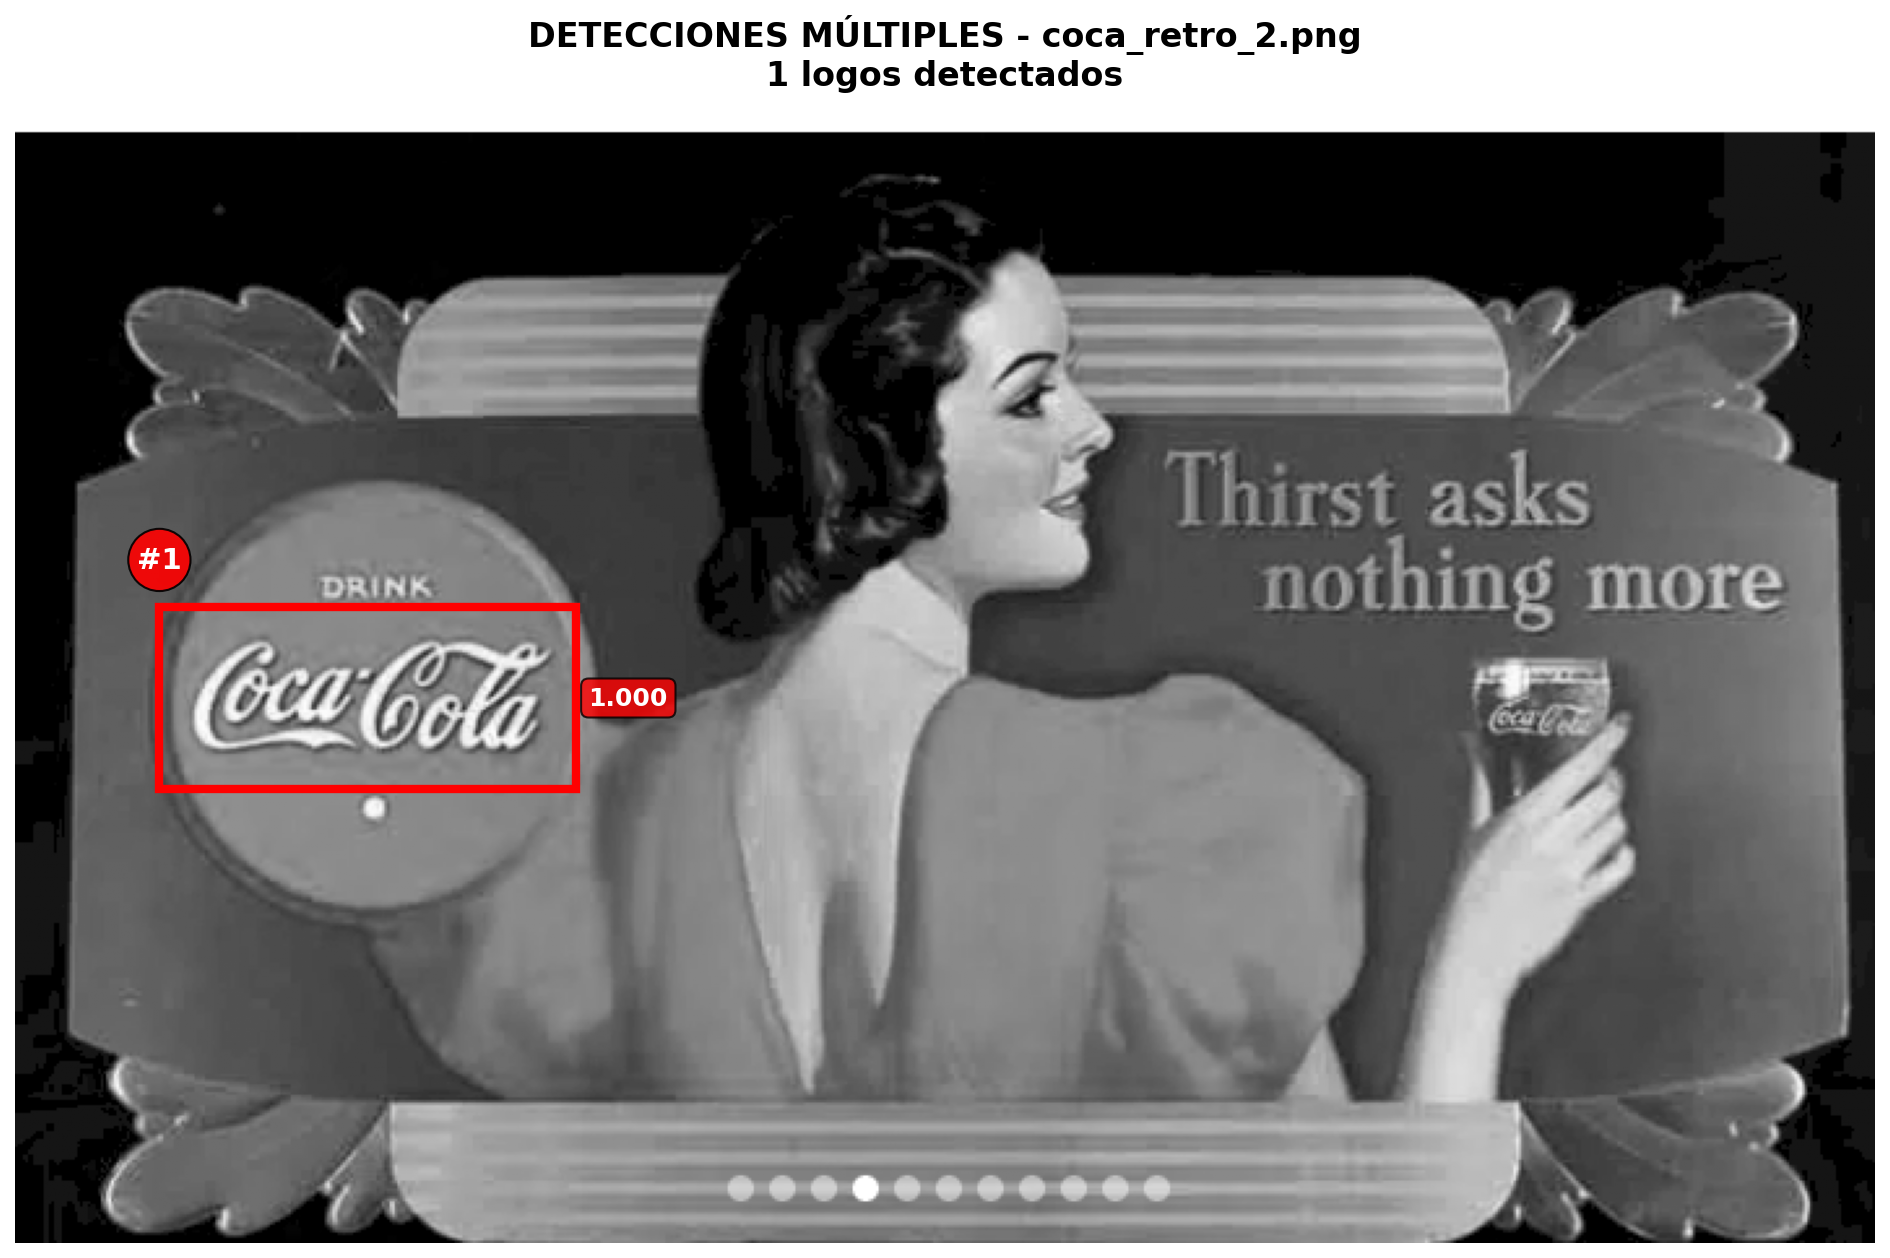 DETECCIONES MÚLTIPLES - coca_retro_2.png
1 logos detectados
Thirst asks
nothing more
#1
DRINK
Coca-Cola
1.000
Coca-Cola